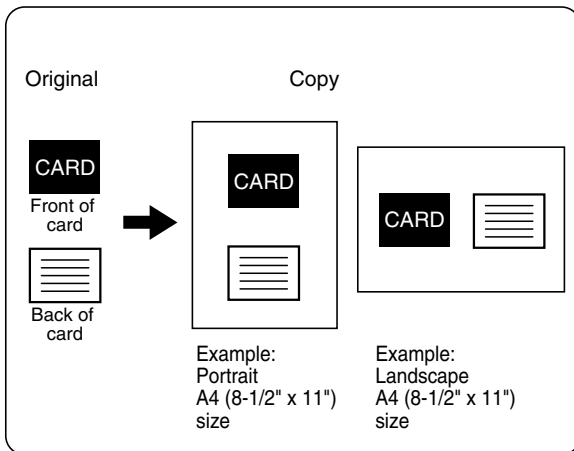 Original
Copy
CARD
Front of
card
Back of
card
CARD
CARD
Example:
Portrait
A4 (8-1/2" x 11")
size
Example:
Landscape
A4 (8-1/2" x 11")
size